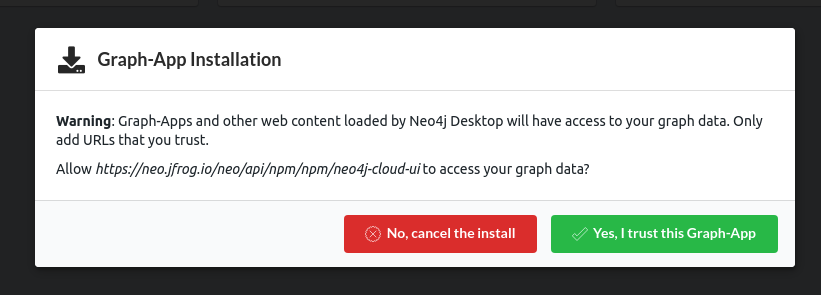 Graph-App Installation
Warning: Graph-Apps and other web content loaded by Neo4j Desktop will have access to your graph data. Only
add URLs that you trust.
Allow https://neo.jfrog.io/neo/api/npm/npm/neo4j-cloud-ui to access your graph data?
No, cancel the install
Yes, I trust this Graph-App